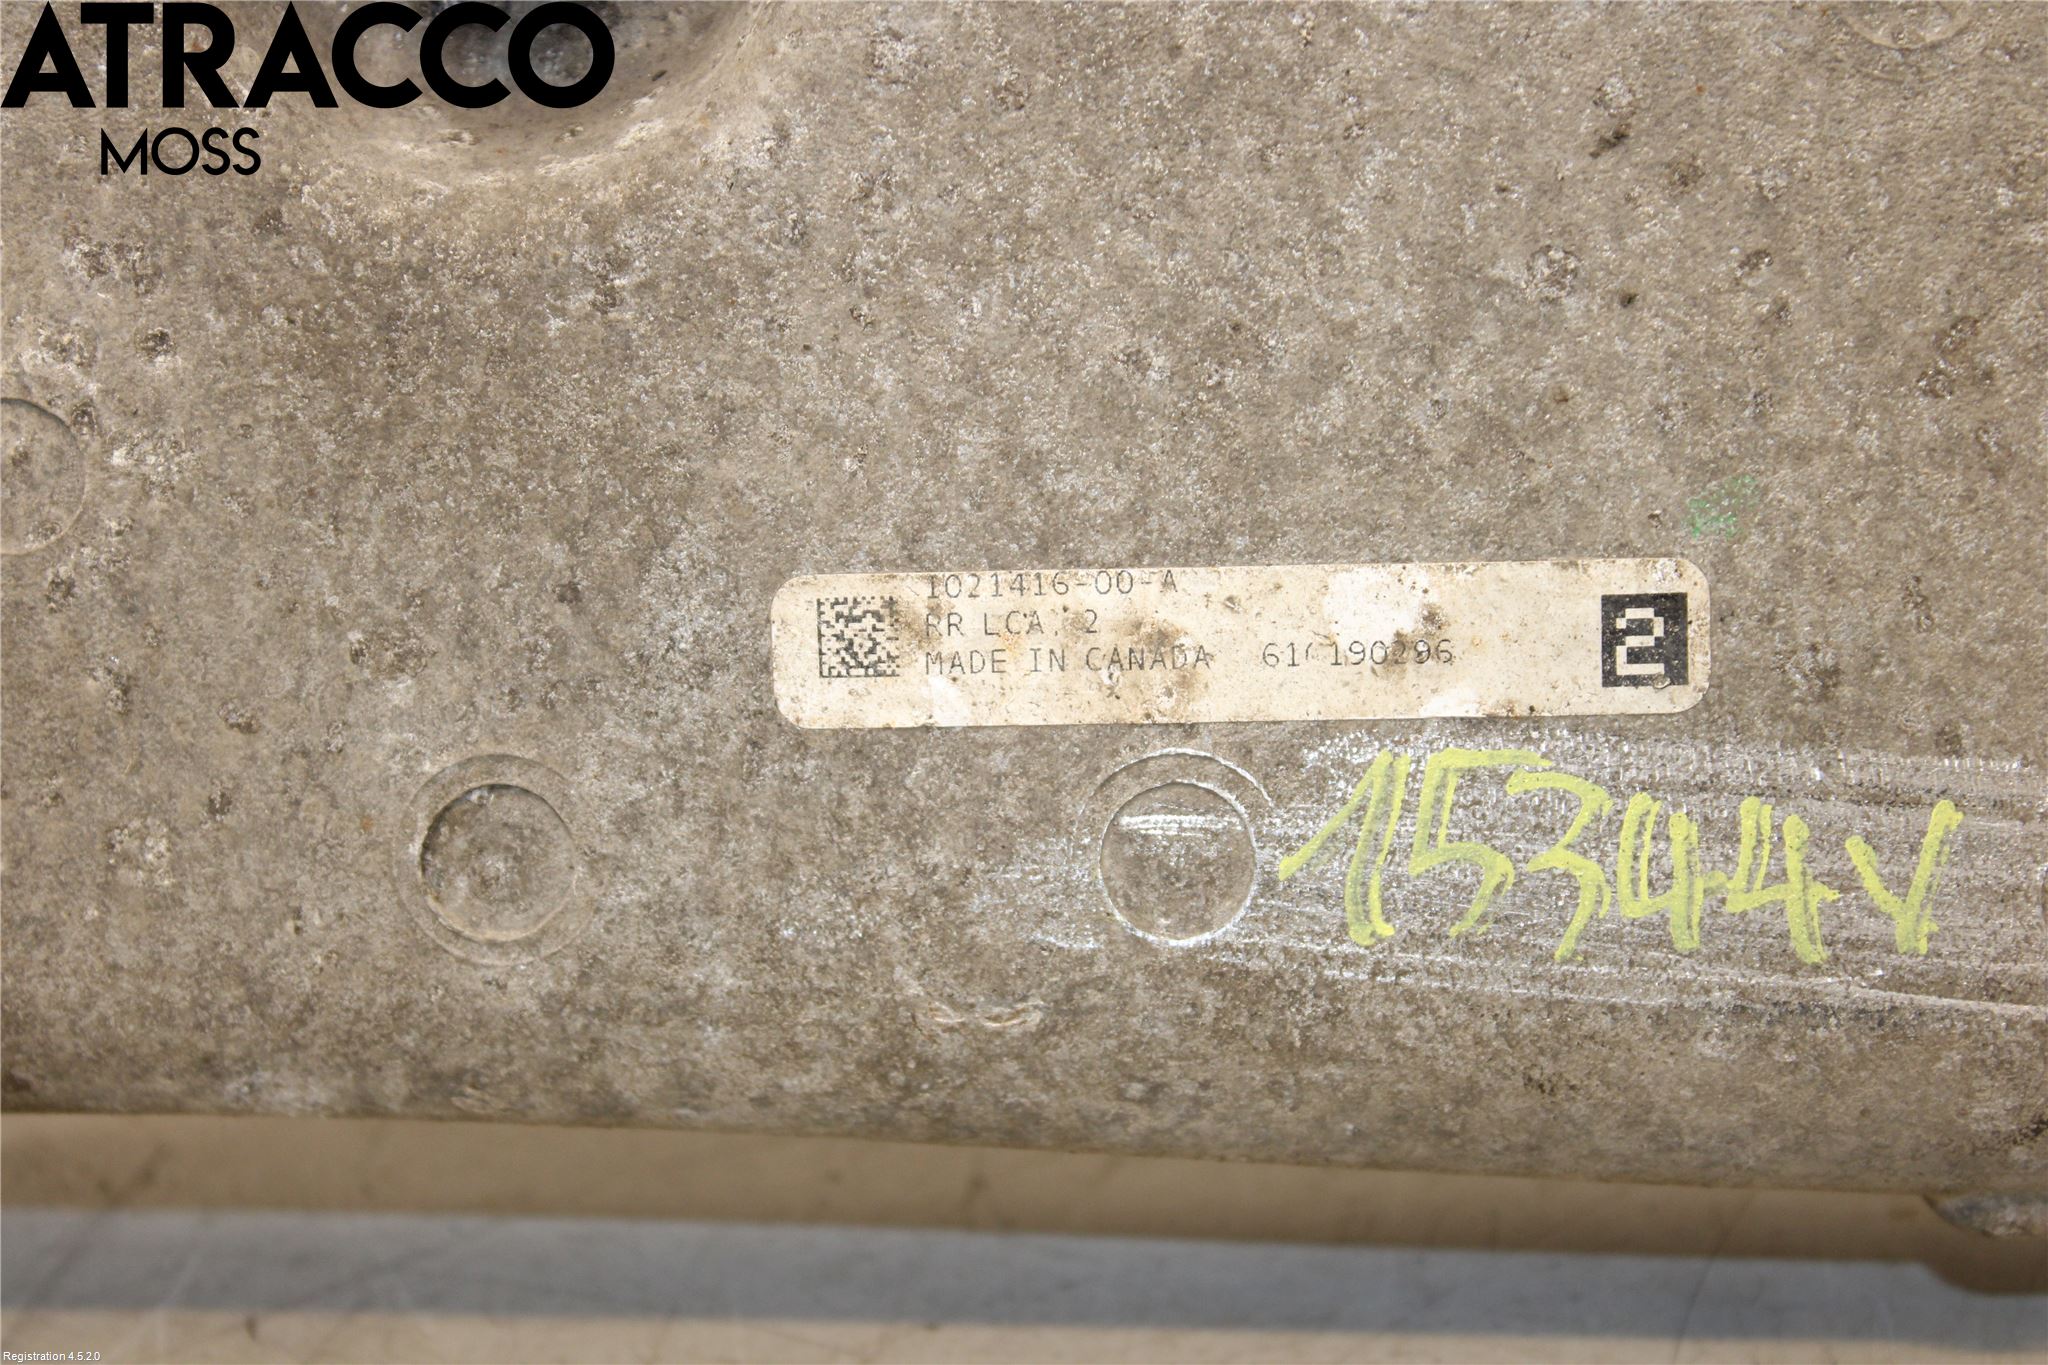 ATRACCO
MOSS
1021416-00-A
RR LCA, 2
MADE IN CANADA
2
15344V
Registration 4.5.2.0